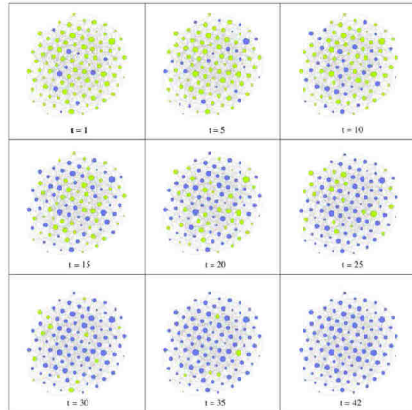 t = 1
t = 5
t = 10
t = 15
t = 20
t = 25
t = 30
t = 35
t = 42